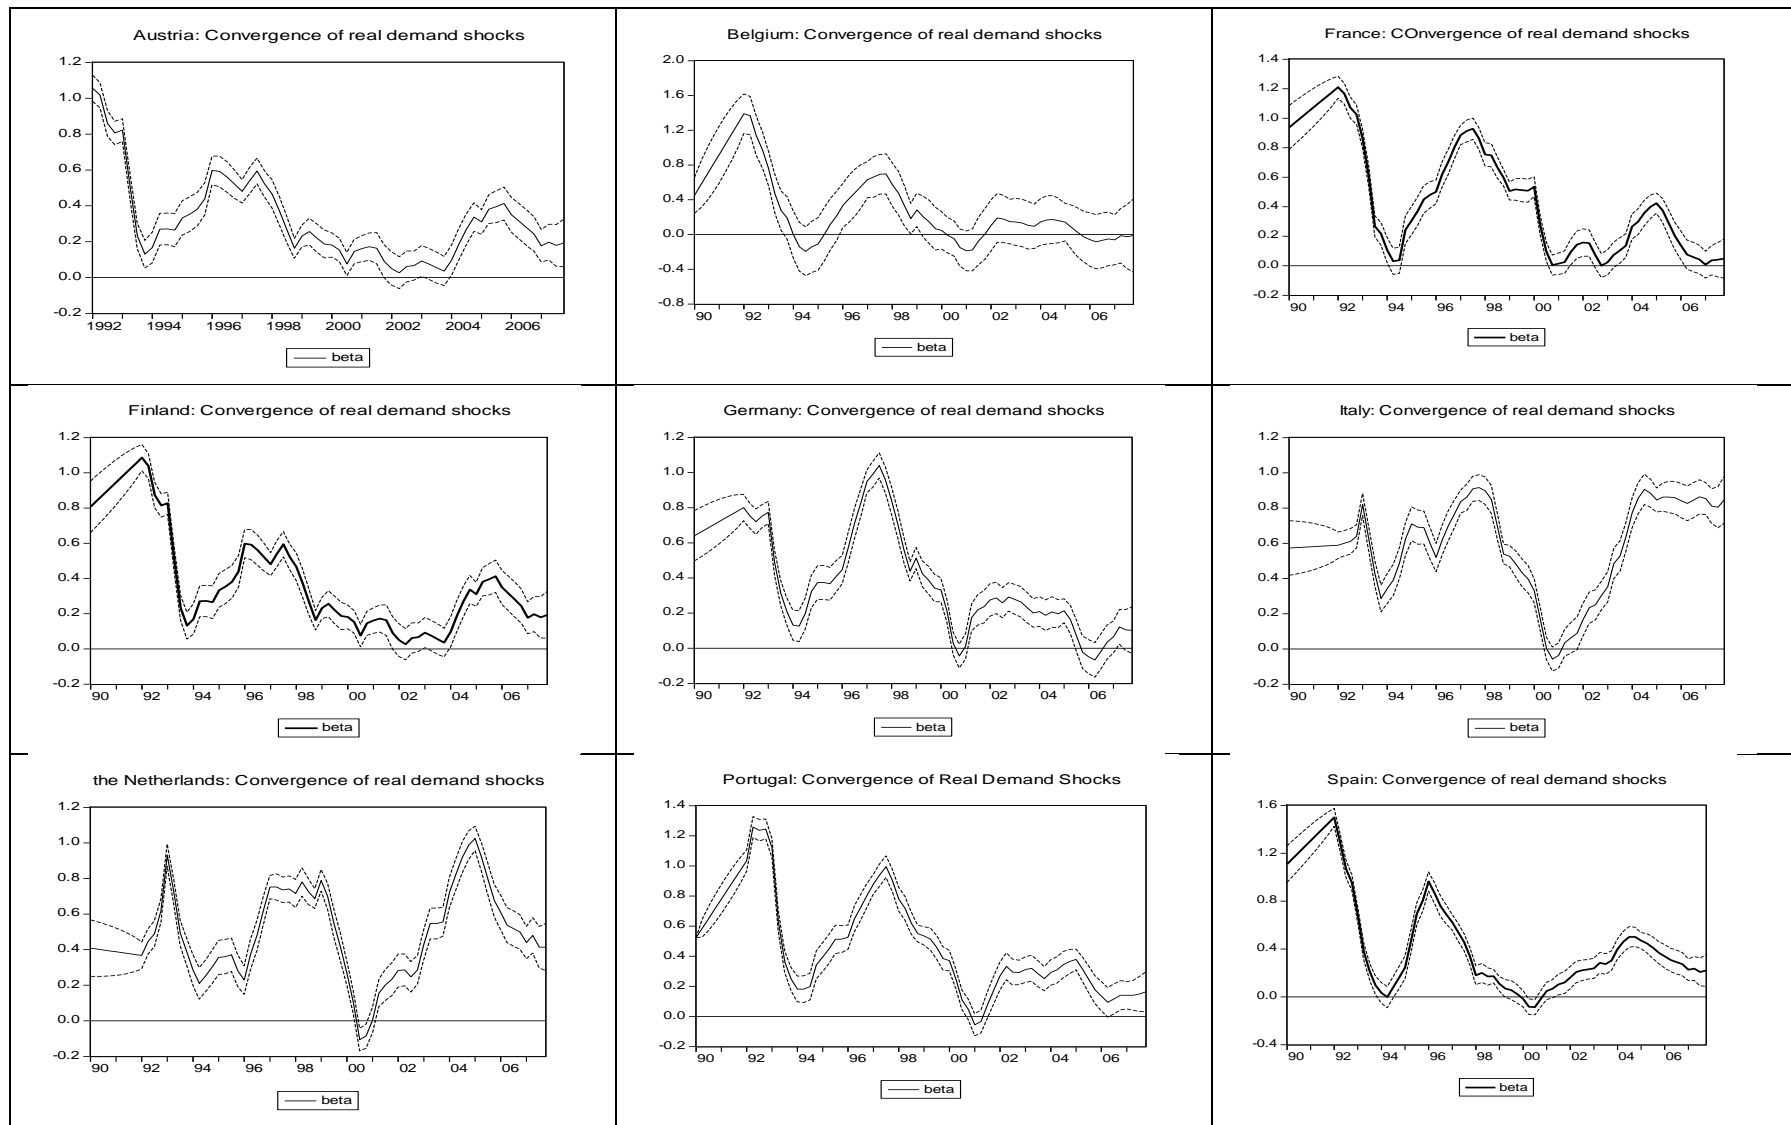 Austria: Convergence of real demand shocks
1.2
1.0
0.8
0.6
0.4
0.2
0.0
-0.2
1992 1994 1996 1998 2000 2002 2004 2006
beta
Belgium: Convergence of real demand shocks
2.0
1.6
1.2
0.8
0.4
0.0
-0.4
-0.8
90 92 94 96 98 00 02 04 06
beta
France: COnvergence of real demand shocks
1.4
1.2
1.0
0.8
0.6
0.4
0.2
0.0
-0.2
90 92 94 96 98 00 02 04 06
beta
Finland: Convergence of real demand shocks
1.2
1.0
0.8
0.6
0.4
0.2
0.0
-0.2
90 92 94 96 98 00 02 04 06
beta
Germany: Convergence of real demand shocks
1.2
1.0
0.8
0.6
0.4
0.2
0.0
-0.2
90 92 94 96 98 00 02 04 06
beta
Italy: Convergence of real demand shocks
1.2
1.0
0.8
0.6
0.4
0.2
0.0
-0.2
90 92 94 96 98 00 02 04 06
beta
the Netherlands: Convergence of real demand shocks
1.2
1.0
0.8
0.6
0.4
0.2
0.0
-0.2
90 92 94 96 98 00 02 04 06
beta
Portugal: Convergence of Real Demand Shocks
1.4
1.2
1.0
0.8
0.6
0.4
0.2
0.0
-0.2
90 92 94 96 98 00 02 04 06
beta
Spain: Convergence of real demand shocks
1.6
1.2
0.8
0.4
0.0
-0.4
90 92 94 96 98 00 02 04 06
beta